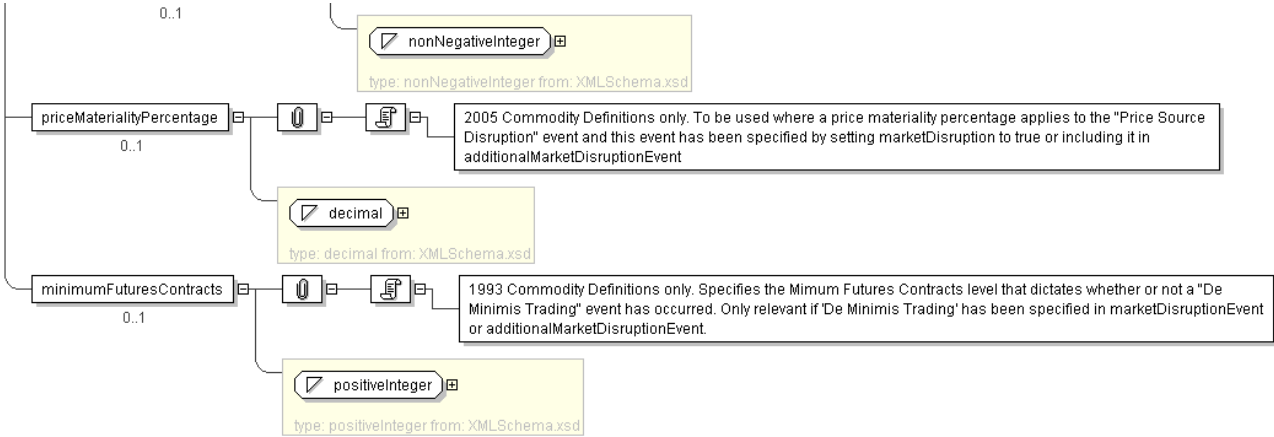 0..1
nonNegativeInteger
type: nonNegativeInteger from: XMLSchema.xsd
priceMaterialityPercentage
0..1
2005 Commodity Definitions only. To be used where a price materiality percentage applies to the "Price Source
Disruption" event and this event has been specified by setting marketDisruption to true or including it in
additionalMarketDisruptionEvent
decimal
type: decimal from: XMLSchema.xsd
minimumFuturesContracts
0..1
1993 Commodity Definitions only. Specifies the Mimum Futures Contracts level that dictates whether or not a "De
Minimis Trading" event has occurred. Only relevant if 'De Minimis Trading' has been specified in marketDisruptionEvent
or additionalMarketDisruptionEvent.
positiveInteger
type: positiveInteger from: XMLSchema.xsd